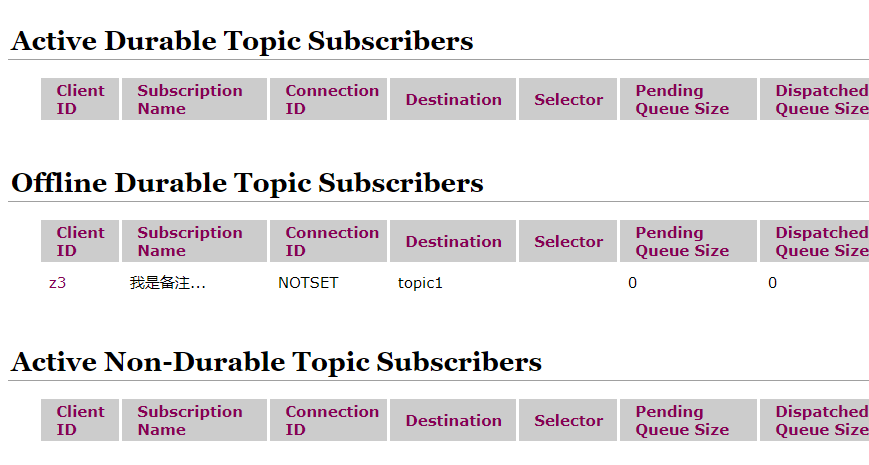 Active Durable Topic Subscribers
Client ID Subscription Name Connection ID Destination Selector Pending Queue Size Dispatched Queue Size
Offline Durable Topic Subscribers
Client ID Subscription Name Connection ID Destination Selector Pending Queue Size Dispatched Queue Size
z3 我是备注... NOTSET topic1 0 0
Active Non-Durable Topic Subscribers
Client ID Subscription Name Connection ID Destination Selector Pending Queue Size Dispatched Queue Size